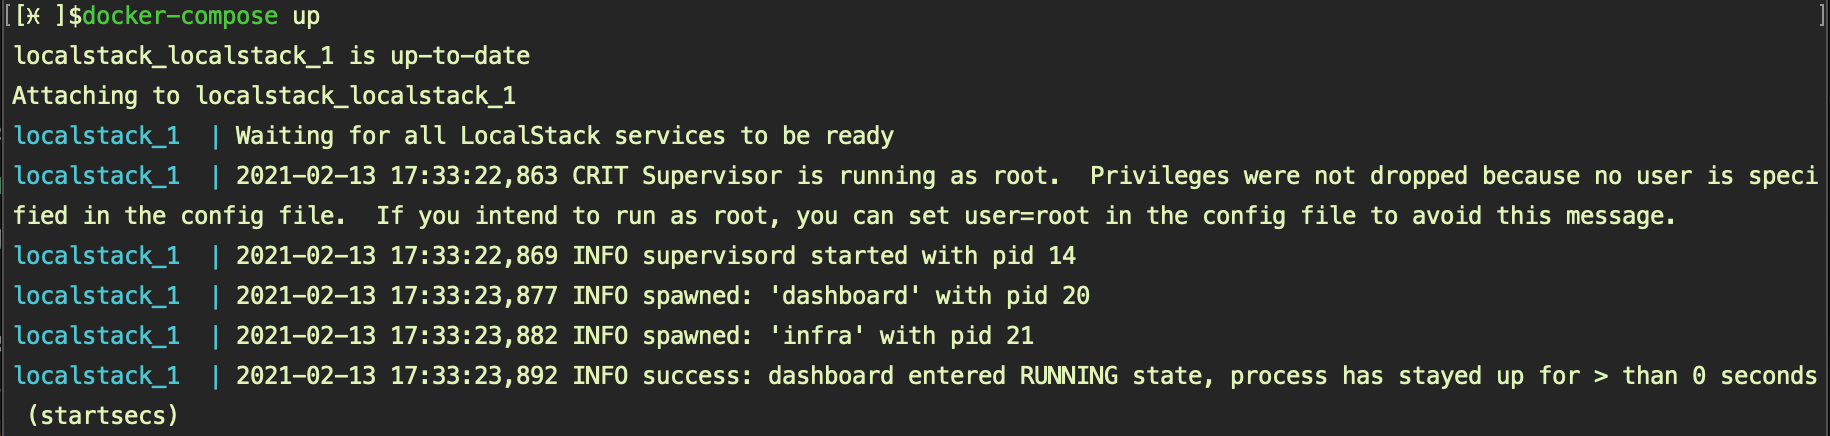 [[♓ ]$docker-compose up ]
localstack_localstack_1 is up-to-date
Attaching to localstack_localstack_1
localstack_1  | Waiting for all LocalStack services to be ready
localstack_1  | 2021-02-13 17:33:22,863 CRIT Supervisor is running as root.  Privileges were not dropped because no user is speci
fied in the config file.  If you intend to run as root, you can set user=root in the config file to avoid this message.
localstack_1  | 2021-02-13 17:33:22,869 INFO supervisord started with pid 14
localstack_1  | 2021-02-13 17:33:23,877 INFO spawned: 'dashboard' with pid 20
localstack_1  | 2021-02-13 17:33:23,882 INFO spawned: 'infra' with pid 21
localstack_1  | 2021-02-13 17:33:23,892 INFO success: dashboard entered RUNNING state, process has stayed up for > than 0 seconds
 (startsecs)